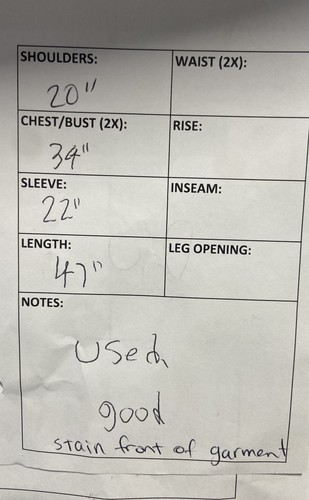 SHOULDERS: WAIST (2X):
20"
CHEST/BUST (2X): RISE:
34"
SLEEVE: INSEAM:
22"
LENGTH: LEG OPENING:
47"
NOTES:
Used,
good
stain front of garment